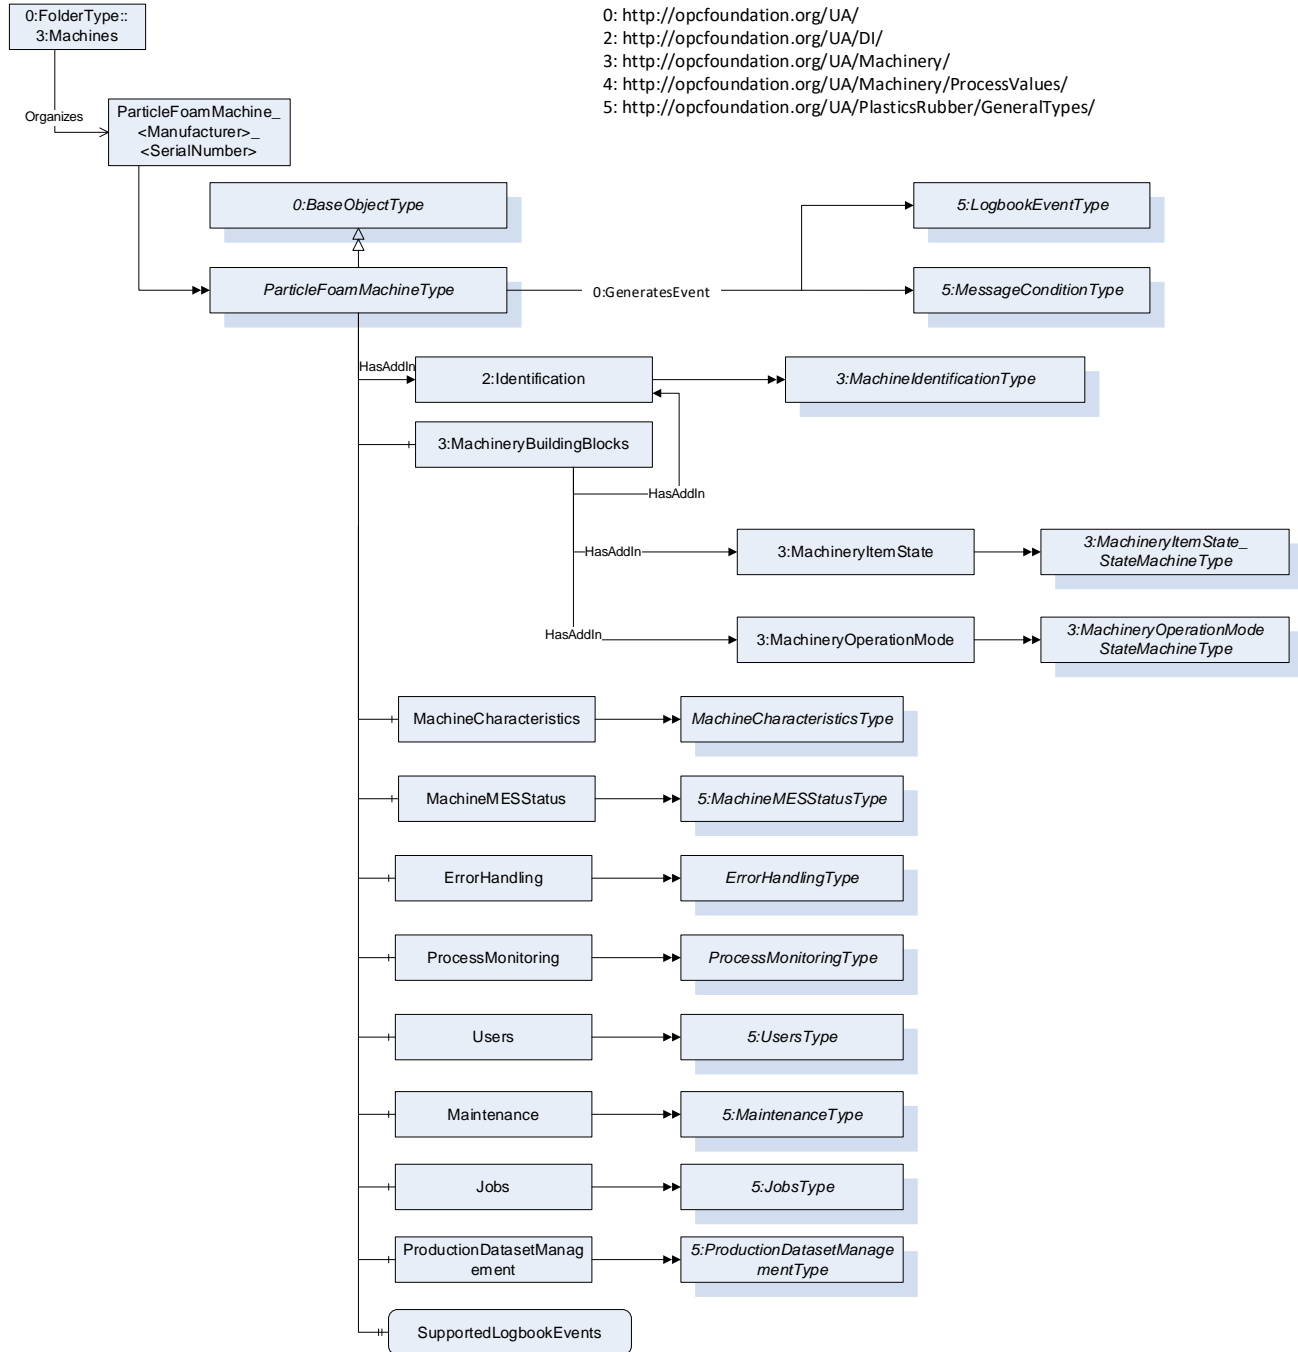 0:FolderType::
3:Machines
0: http://opcfoundation.org/UA/
2: http://opcfoundation.org/UA/DI/
3: http://opcfoundation.org/UA/Machinery/
4: http://opcfoundation.org/UA/Machinery/ProcessValues/
5: http://opcfoundation.org/UA/PlasticsRubber/GeneralTypes/
Organizes
ParticleFoamMachine_
<Manufacturer>_
<SerialNumber>
0:BaseObjectType
5:LogbookEventType
ParticleFoamMachineType
0:GeneratesEvent
5:MessageConditionType
HasAddIn
2:Identification
3:MachineIdentificationType
3:MachineryBuildingBlocks
HasAddIn
HasAddIn
3:MachineryItemState
3:MachineryItemState_
StateMachineType
HasAddIn
3:MachineryOperationMode
3:MachineryOperationMode
StateMachineType
MachineCharacteristics
MachineCharacteristicsType
MachineMESStatus
5:MachineMESStatusType
ErrorHandling
ErrorHandlingType
ProcessMonitoring
ProcessMonitoringType
Users
5:UsersType
Maintenance
5:MaintenanceType
Jobs
5:JobsType
ProductionDatasetManag
ement
5:ProductionDatasetManage
mentType
SupportedLogbookEvents